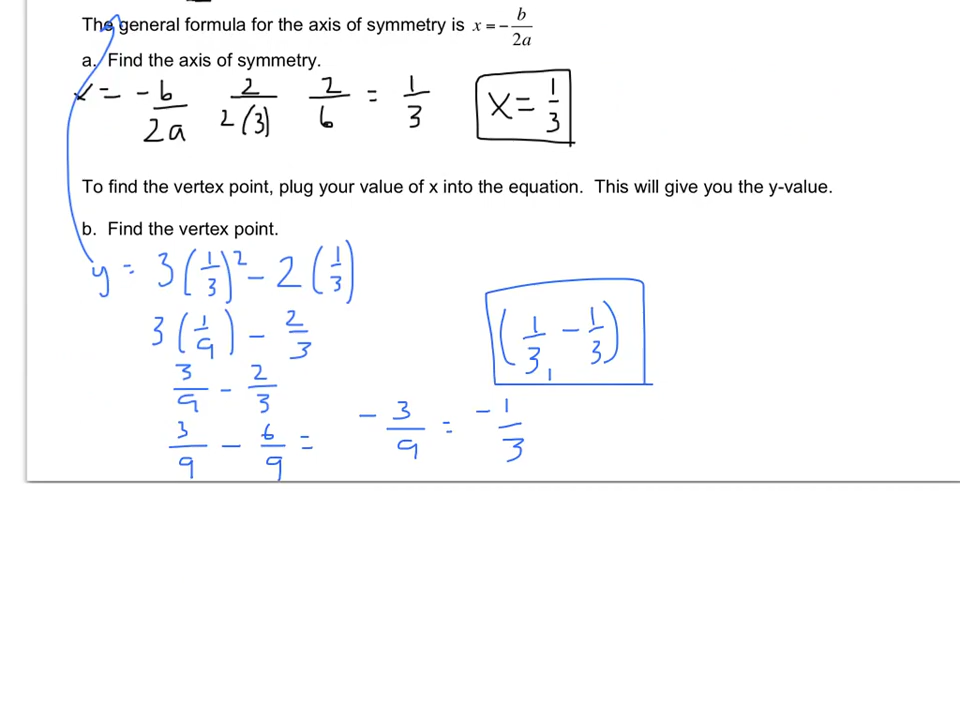 The general formula for the axis of symmetry is x = - b/2a
a. Find the axis of symmetry.
x = -b/2a 2/2(3) 2/6 = 1/3 x = 1/3
To find the vertex point, plug your value of x into the equation. This will give you the y-value.
b. Find the vertex point.
y = 3(1/3)² - 2(1/3)
3(1/9) - 2/3
(1/3, -1/3)
3/9 - 2/3
3/9 - 6/9 = -3/9 = -1/3